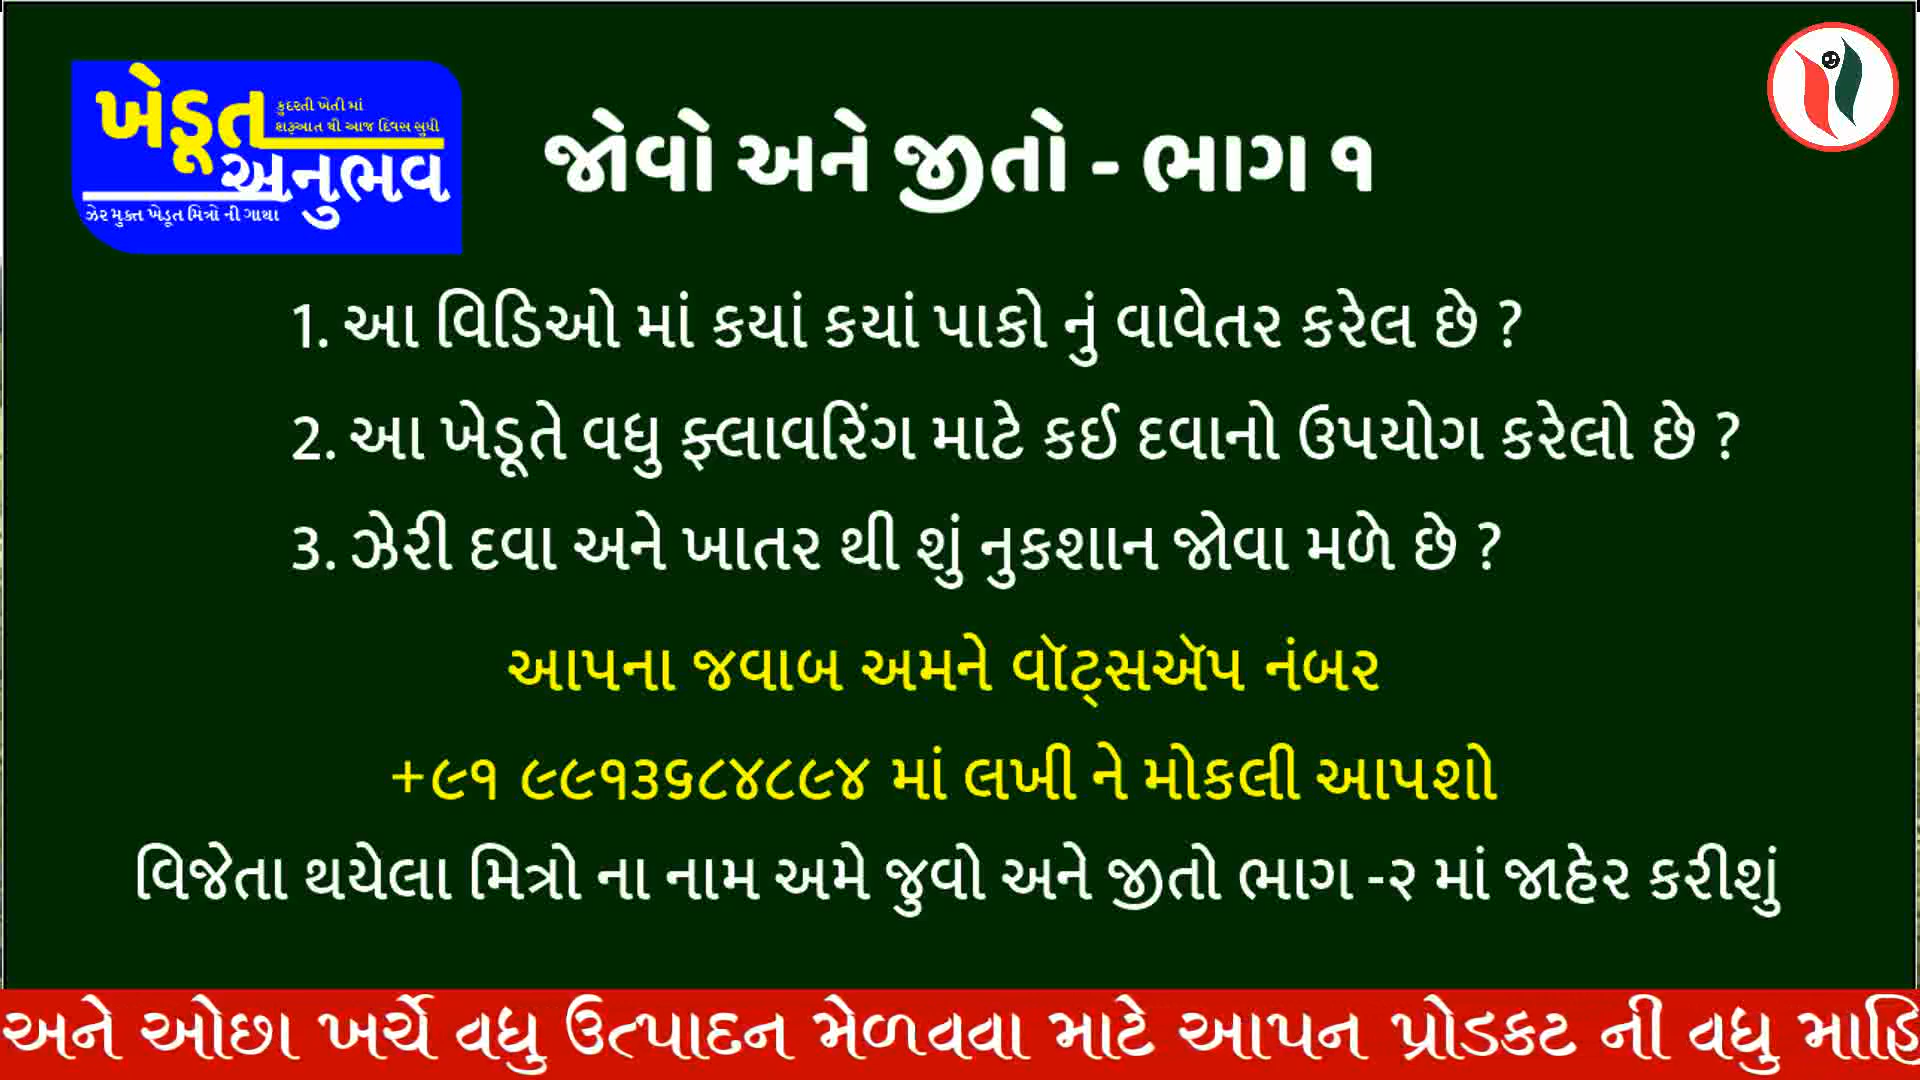 ખેડૂત
કુદરતી ખેતી માં
શરૂઆત થી આજ દિવસ સુધી
અનુભવ
ઝેર મુક્ત ખેડૂત મિત્રો ની ગાથા
જોવો અને જીતો - ભાગ ૧
1. આ વિડિઓ માં કયાં કયાં પાકો નું વાવેતર કરેલ છે ?
2. આ ખેડૂતે વધુ ફ્લાવરિંગ માટે કઈ દવાનો ઉપયોગ કરેલો છે ?
3. ઝેરી દવા અને ખાતર થી શું નુકશાન જોવા મળે છે ?
આપના જવાબ અમને વૉટ્સઍપ નંબર
+૯૧ ૯૯૧૩૬૮૪૮૯૪ માં લખી ને મોકલી આપશો
વિજેતા થયેલા મિત્રો ના નામ અમે જુવો અને જીતો ભાગ -૨ માં જાહેર કરીશું
અને ઓછા ખર્ચે વધુ ઉત્પાદન મેળવવા માટે આપન પ્રોડકટ ની વધુ માહિ